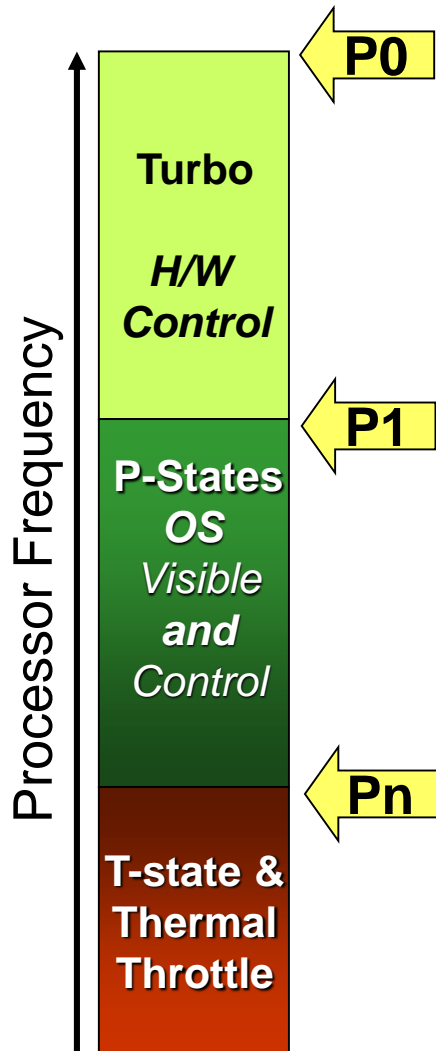 P0
Turbo
H/W
Control
Processor Frequency
P1
P-States
OS
Visible
and
Control
Pn
T-state &
Thermal
Throttle